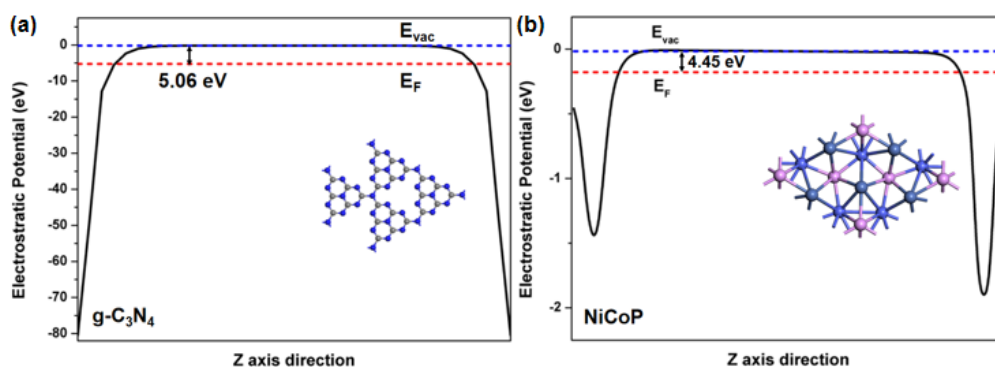 (a)
Electrostratic Potential (eV)
0
-5
-10
-20
-30
-40
-50
-60
-70
-80
E_vac
5.06 eV
E_F
g-C₃N₄
Z axis direction
(b)
Electrostratic Potential (eV)
0
-1
-2
E_vac
4.45 eV
E_F
NiCoP
Z axis direction